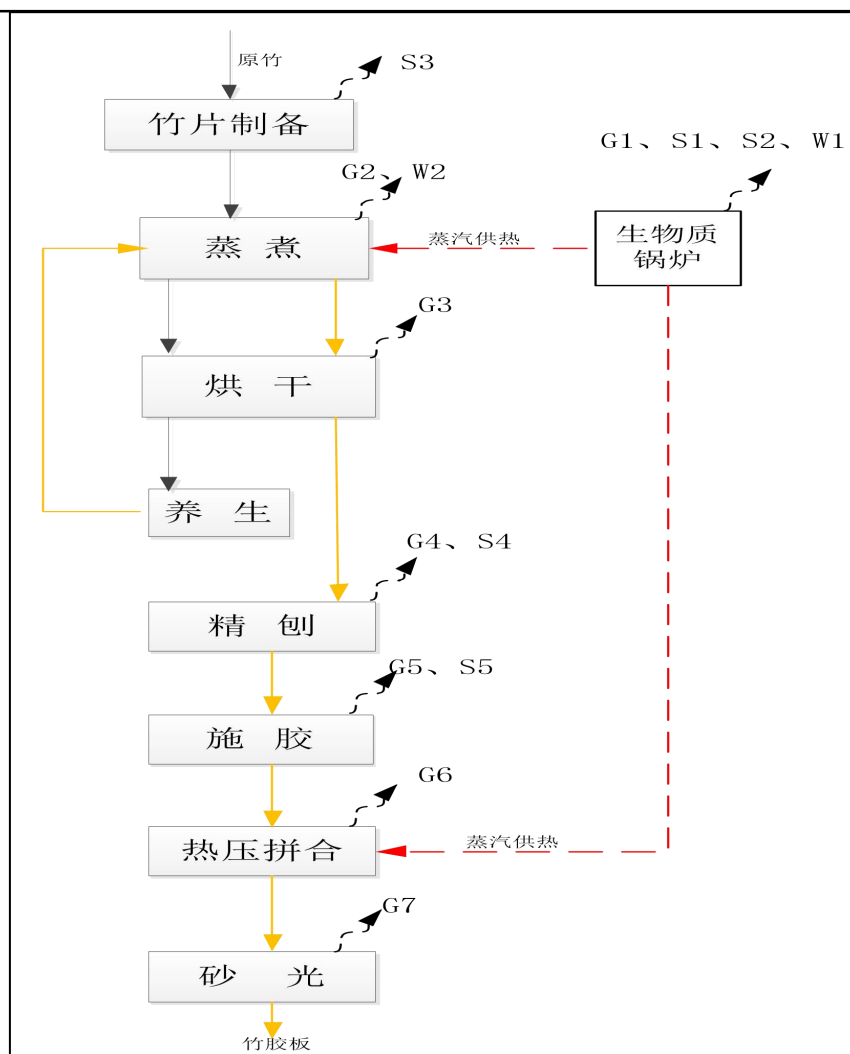 原竹
S3
竹片制备
G1、S1、S2、W1
G2、W2
蒸 煮
蒸汽供热
生物质
锅炉
G3
烘 干
养 生
G4、S4
精 刨
G5、S5
施 胶
G6
热压拼合
蒸汽供热
G7
砂 光
竹胶板